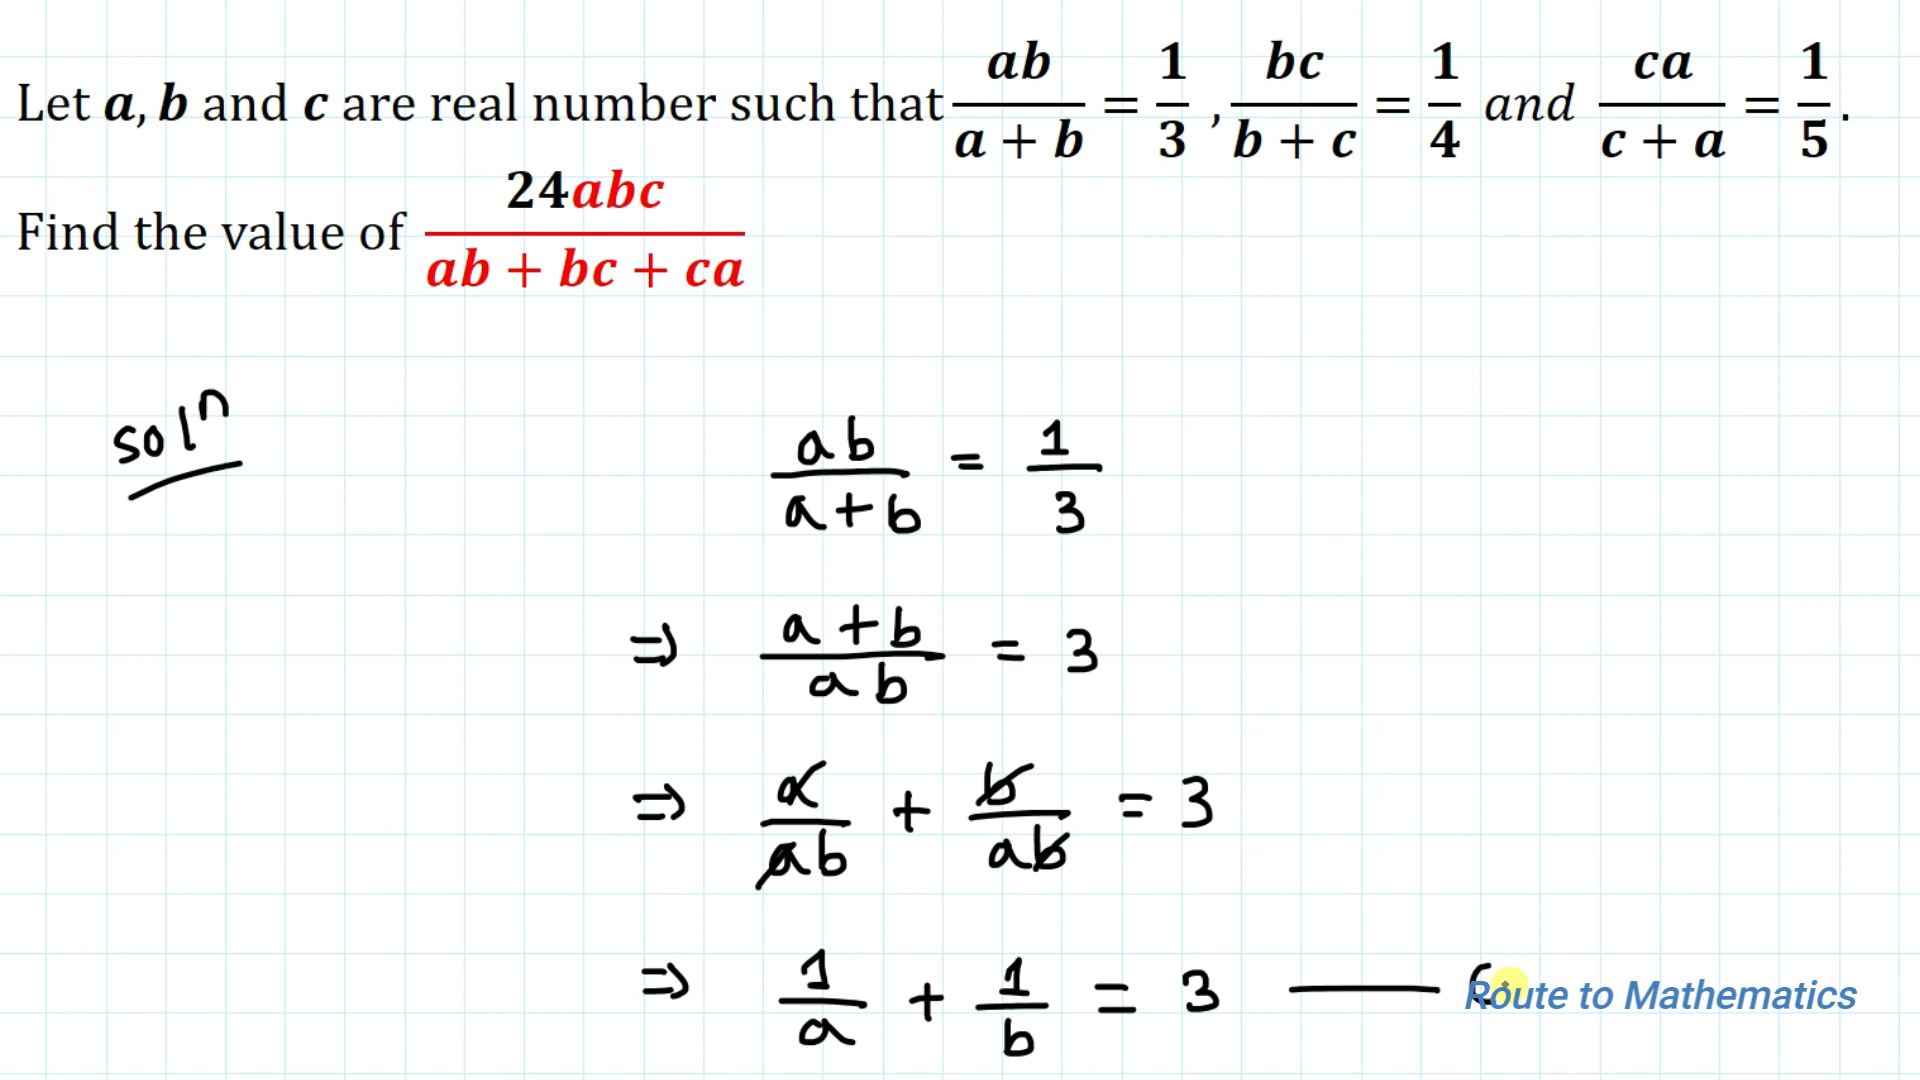 Let a, b and c are real number such that ab/(a + b) = 1/3 , bc/(b + c) = 1/4 and ca/(c + a) = 1/5 .
Find the value of 24abc/(ab + bc + ca)
solⁿ
ab/(a+b) = 1/3
⇒ (a+b)/ab = 3
⇒ a/ab + b/ab = 3
⇒ 1/a + 1/b = 3 —
Route to Mathematics